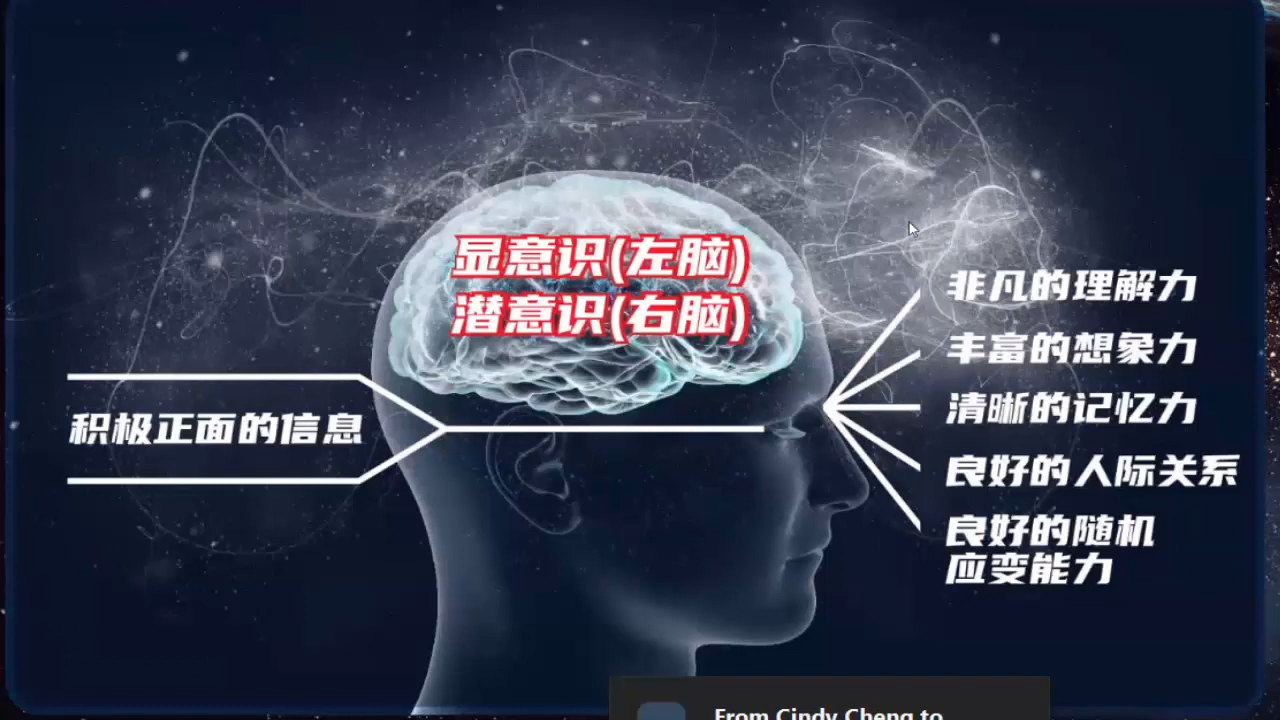 显意识(左脑)
潜意识(右脑)
积极正面的信息
非凡的理解力
丰富的想象力
清晰的记忆力
良好的人际关系
良好的随机
应变能力
From Cindy Cheng to